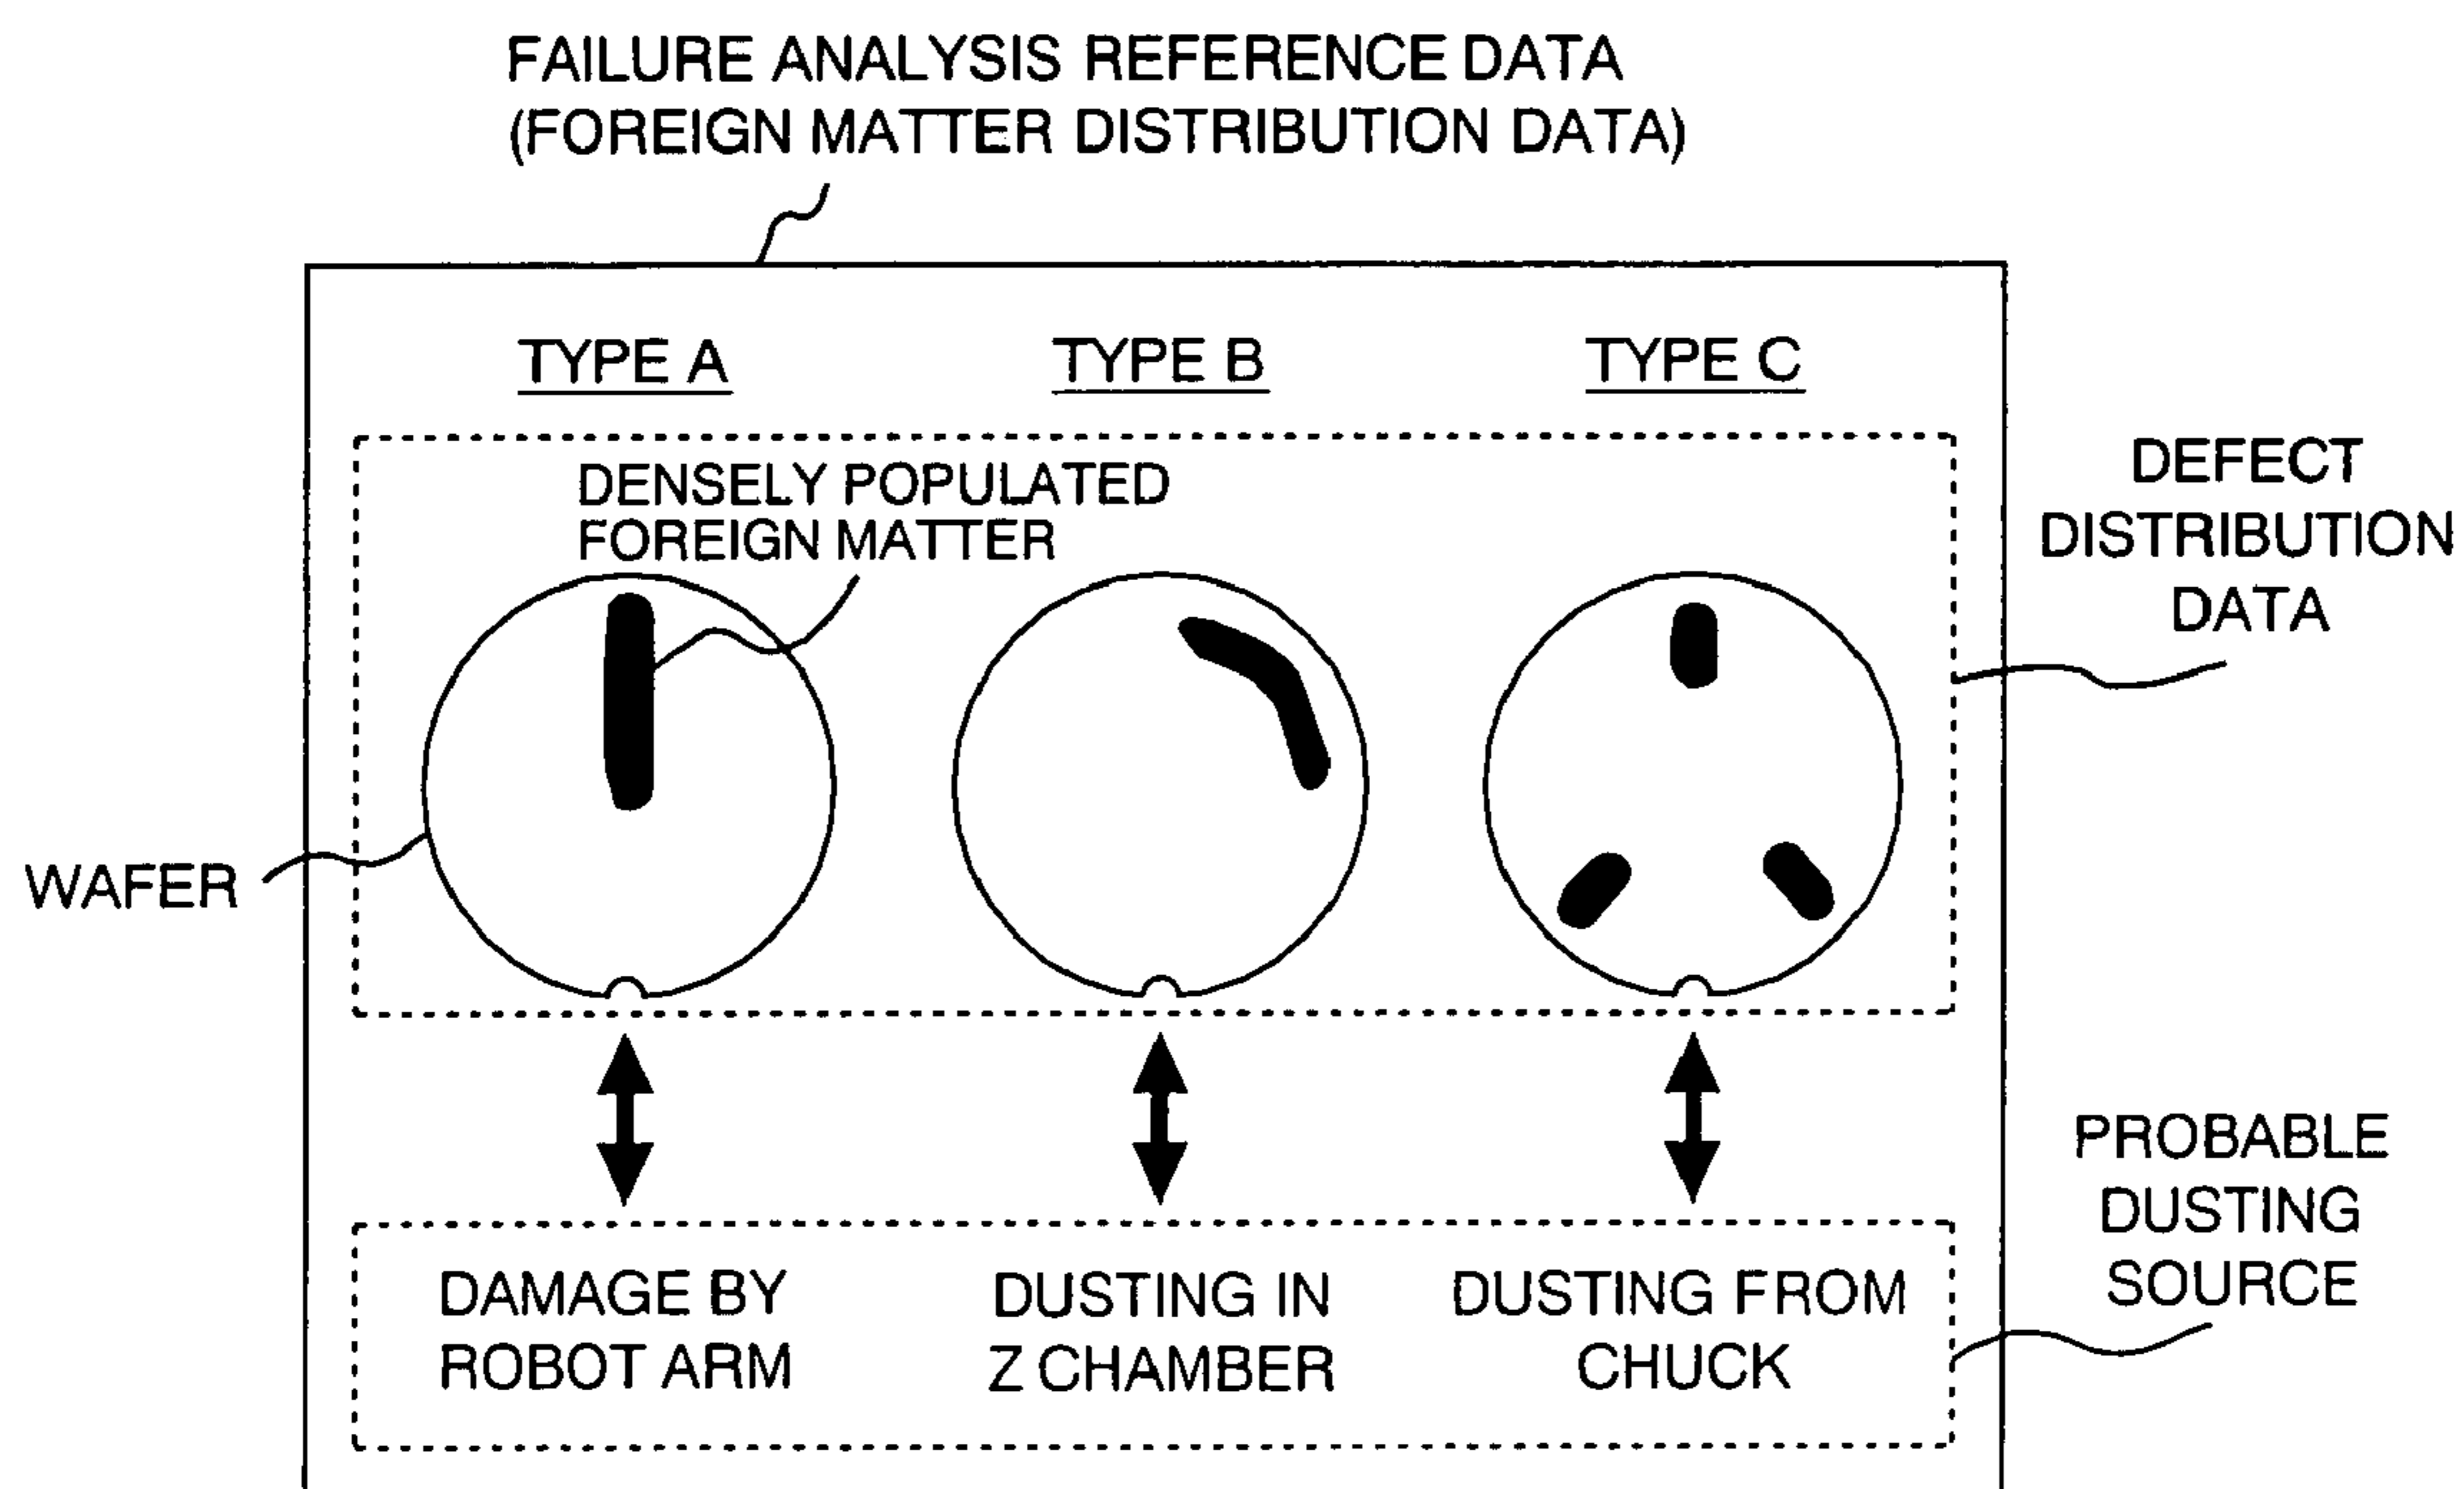 FAILURE ANALYSIS REFERENCE DATA
(FOREIGN MATTER DISTRIBUTION DATA)
TYPE A
TYPE B
TYPE C
DENSELY POPULATED
FOREIGN MATTER
DEFECT
DISTRIBUTION
DATA
WAFER
DAMAGE BY
ROBOT ARM
DUSTING IN
Z CHAMBER
DUSTING FROM
CHUCK
PROBABLE
DUSTING
SOURCE